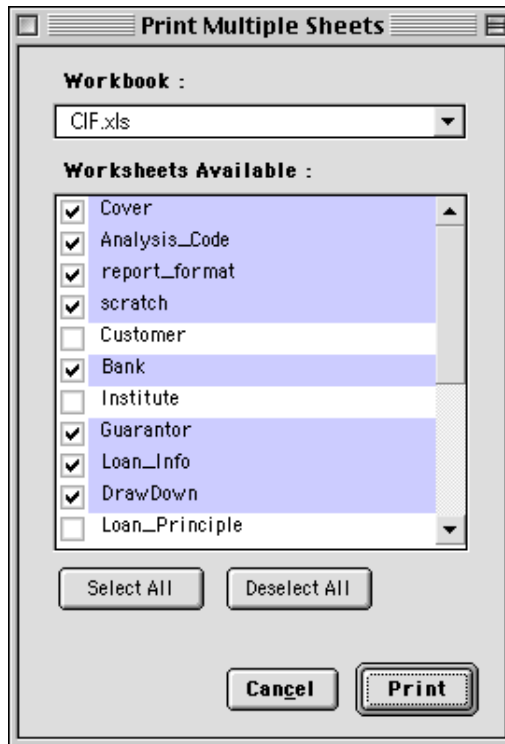 Print Multiple Sheets
Workbook :
CIF.xls
Worksheets Available :
Cover
Analysis_Code
report_format
scratch
Customer
Bank
Institute
Guarantor
Loan_Info
DrawDown
Loan_Principle
Select All Deselect All
Cancel Print